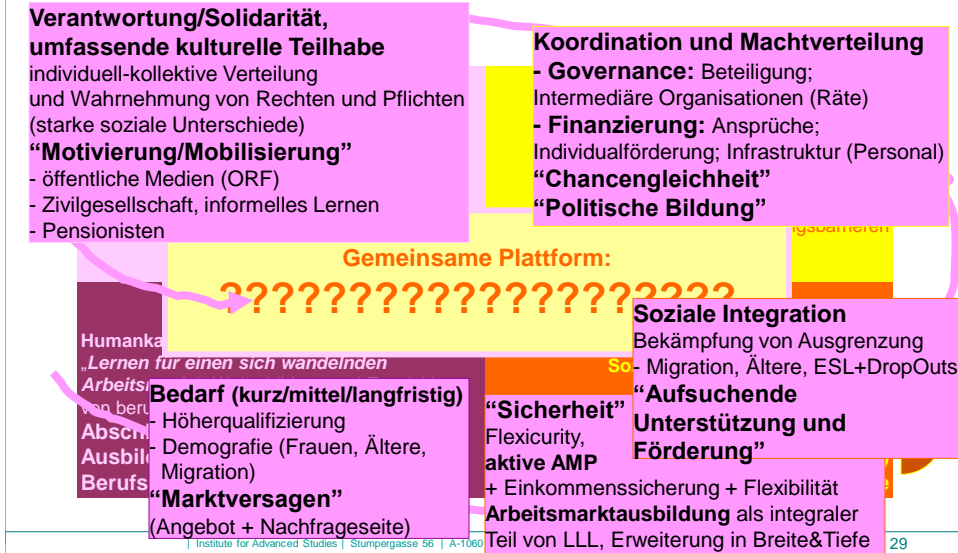 Verantwortung/Solidarität,
umfassende kulturelle Teilhabe
individuell-kollektive Verteilung
und Wahrnehmung von Rechten und Pflichten
(starke soziale Unterschiede)
“Motivierung/Mobilisierung”
- öffentliche Medien (ORF)
- Zivilgesellschaft, informelles Lernen
- Pensionisten
Koordination und Machtverteilung
- Governance: Beteiligung;
Intermediäre Organisationen (Räte)
- Finanzierung: Ansprüche;
Individualförderung; Infrastruktur (Personal)
“Chancengleichheit”
“Politische Bildung”
Gemeinsame Plattform:
????????????????????
„Lernen für einen sich wandelnden
Bedarf (kurz/mittel/langfristig)
- Höherqualifizierung
- Demografie (Frauen, Ältere,
Migration)
“Marktversagen”
(Angebot + Nachfrageseite)
“Sicherheit”
Flexicurity,
aktive AMP
+ Einkommenssicherung + Flexibilität
Arbeitsmarktausbildung als integraler
Teil von LLL, Erweiterung in Breite&Tiefe
Soziale Integration
Bekämpfung von Ausgrenzung
- Migration, Ältere, ESL+DropOuts
“Aufsuchende
Unterstützung und
Förderung”
| Institute for Advanced Studies | Stumpergasse 56 | A-1060
29